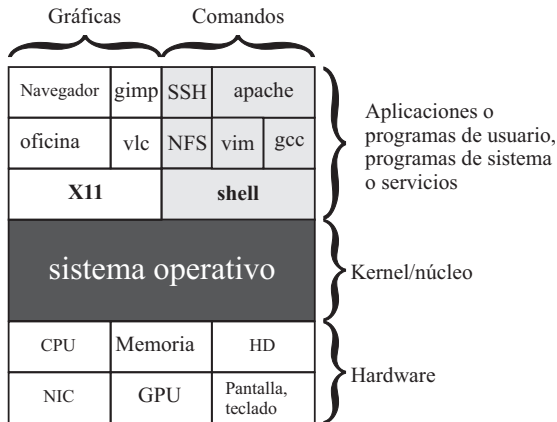 Gráficas Comandos
Navegador gimp SSH apache
oficina vlc NFS vim gcc
X11 shell
Aplicaciones o
programas de usuario,
programas de sistema
o servicios
sistema operativo
Kernel/núcleo
CPU Memoria HD
NIC GPU Pantalla,
teclado
Hardware